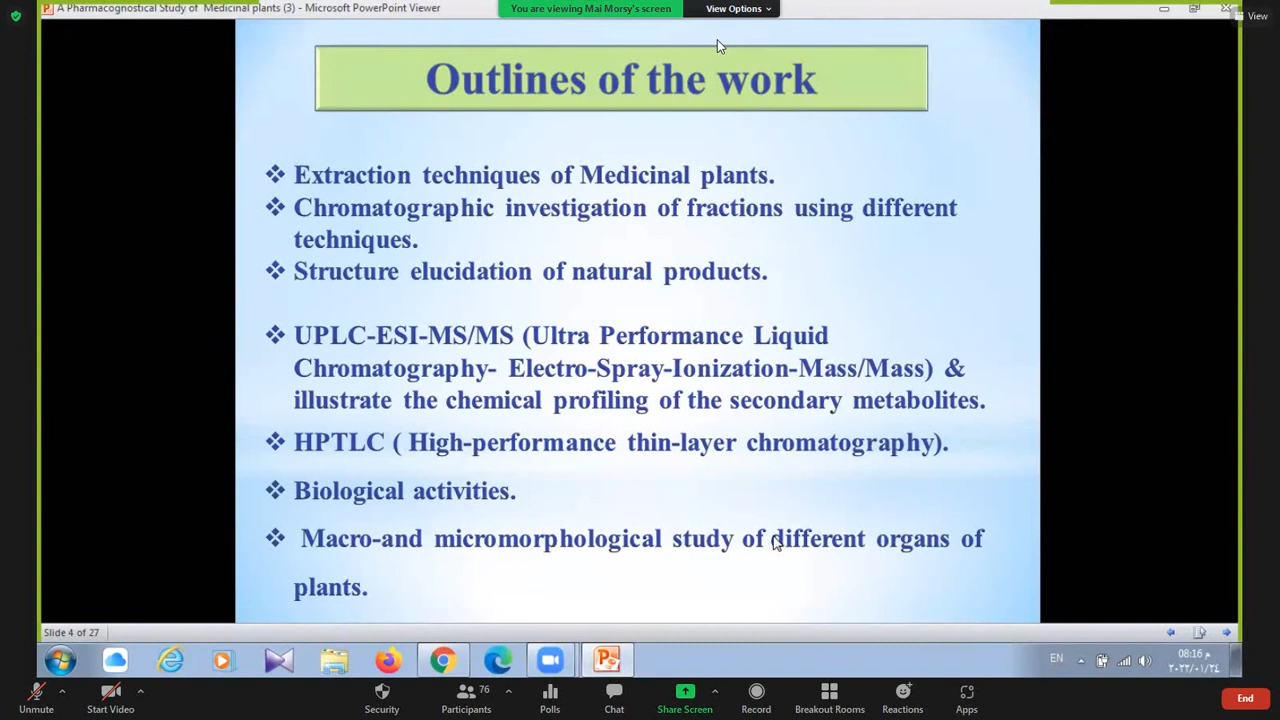 A Pharmacognostical Study of Medicinal plants (3) - Microsoft PowerPoint Viewer
You are viewing Mai Morsy's screen
View Options
View
Outlines of the work
❖ Extraction techniques of Medicinal plants.
❖ Chromatographic investigation of fractions using different
techniques.
❖ Structure elucidation of natural products.
❖ UPLC-ESI-MS/MS (Ultra Performance Liquid
Chromatography- Electro-Spray-Ionization-Mass/Mass) &
illustrate the chemical profiling of the secondary metabolites.
❖ HPTLC ( High-performance thin-layer chromatography).
❖ Biological activities.
❖ Macro-and micromorphological study of different organs of
plants.
Slide 4 of 27
EN
08:16 م
٢٠٢٣/٠١/٢٤
Unmute
Start Video
Security
Participants
76
Polls
Chat
Share Screen
Record
Breakout Rooms
Reactions
Apps
End